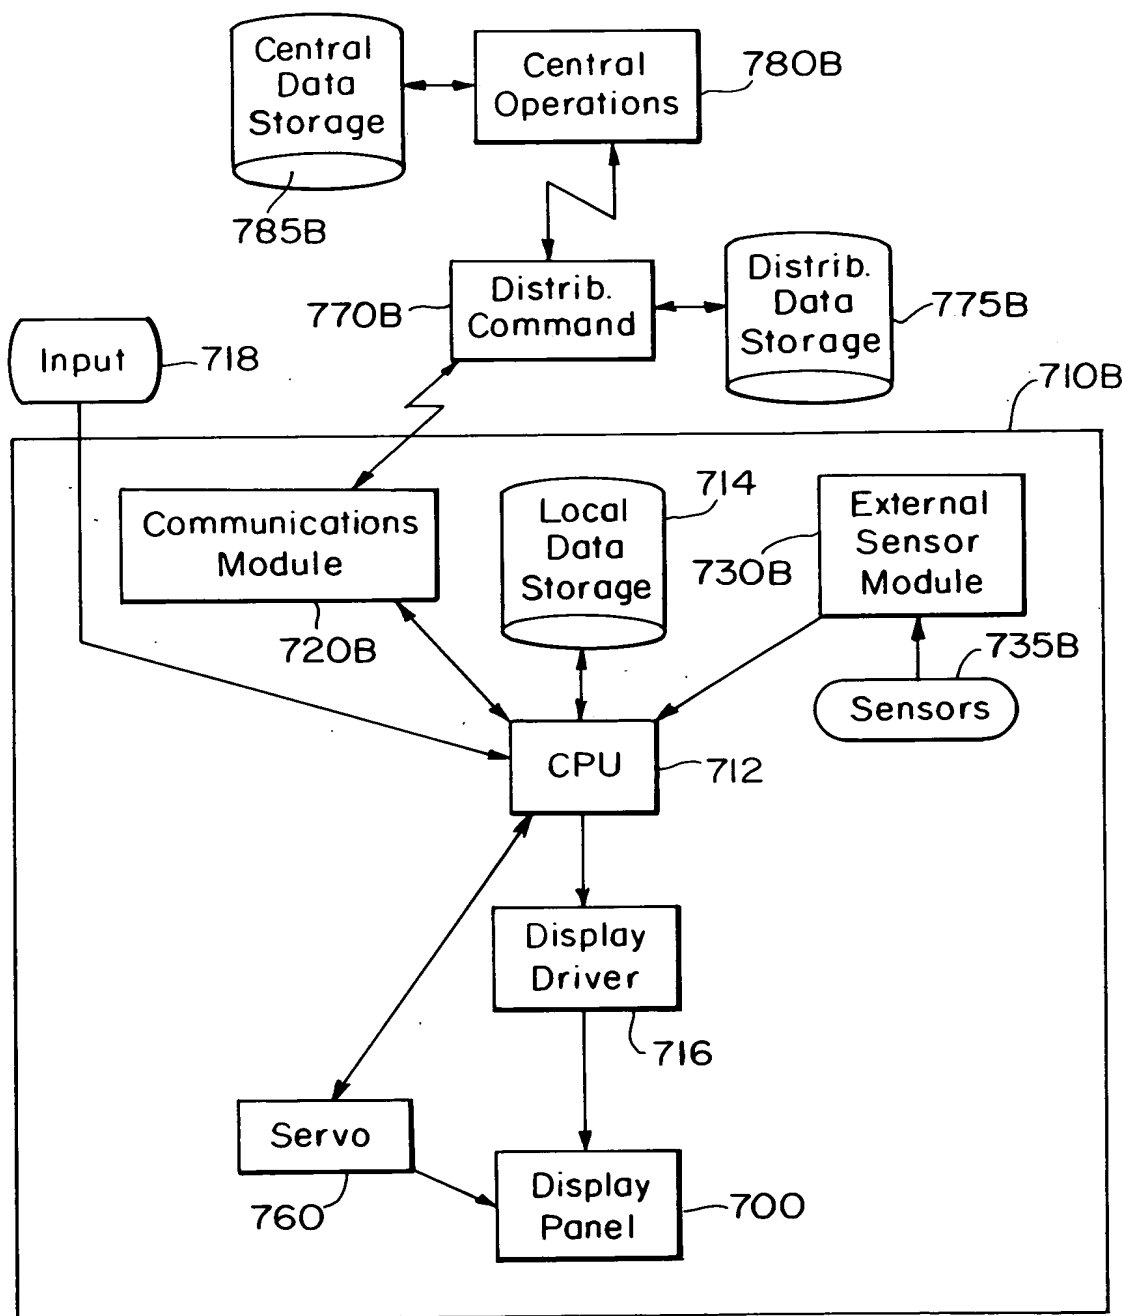 Central
Data
Storage
785B
Central
Operations
780B
Distrib.
Command
770B
Distrib.
Data
Storage
775B
Input
718
710B
Communications
Module
720B
Local
Data
Storage
714
External
Sensor
Module
730B
735B
Sensors
CPU
712
Display
Driver
716
Servo
760
Display
Panel
700